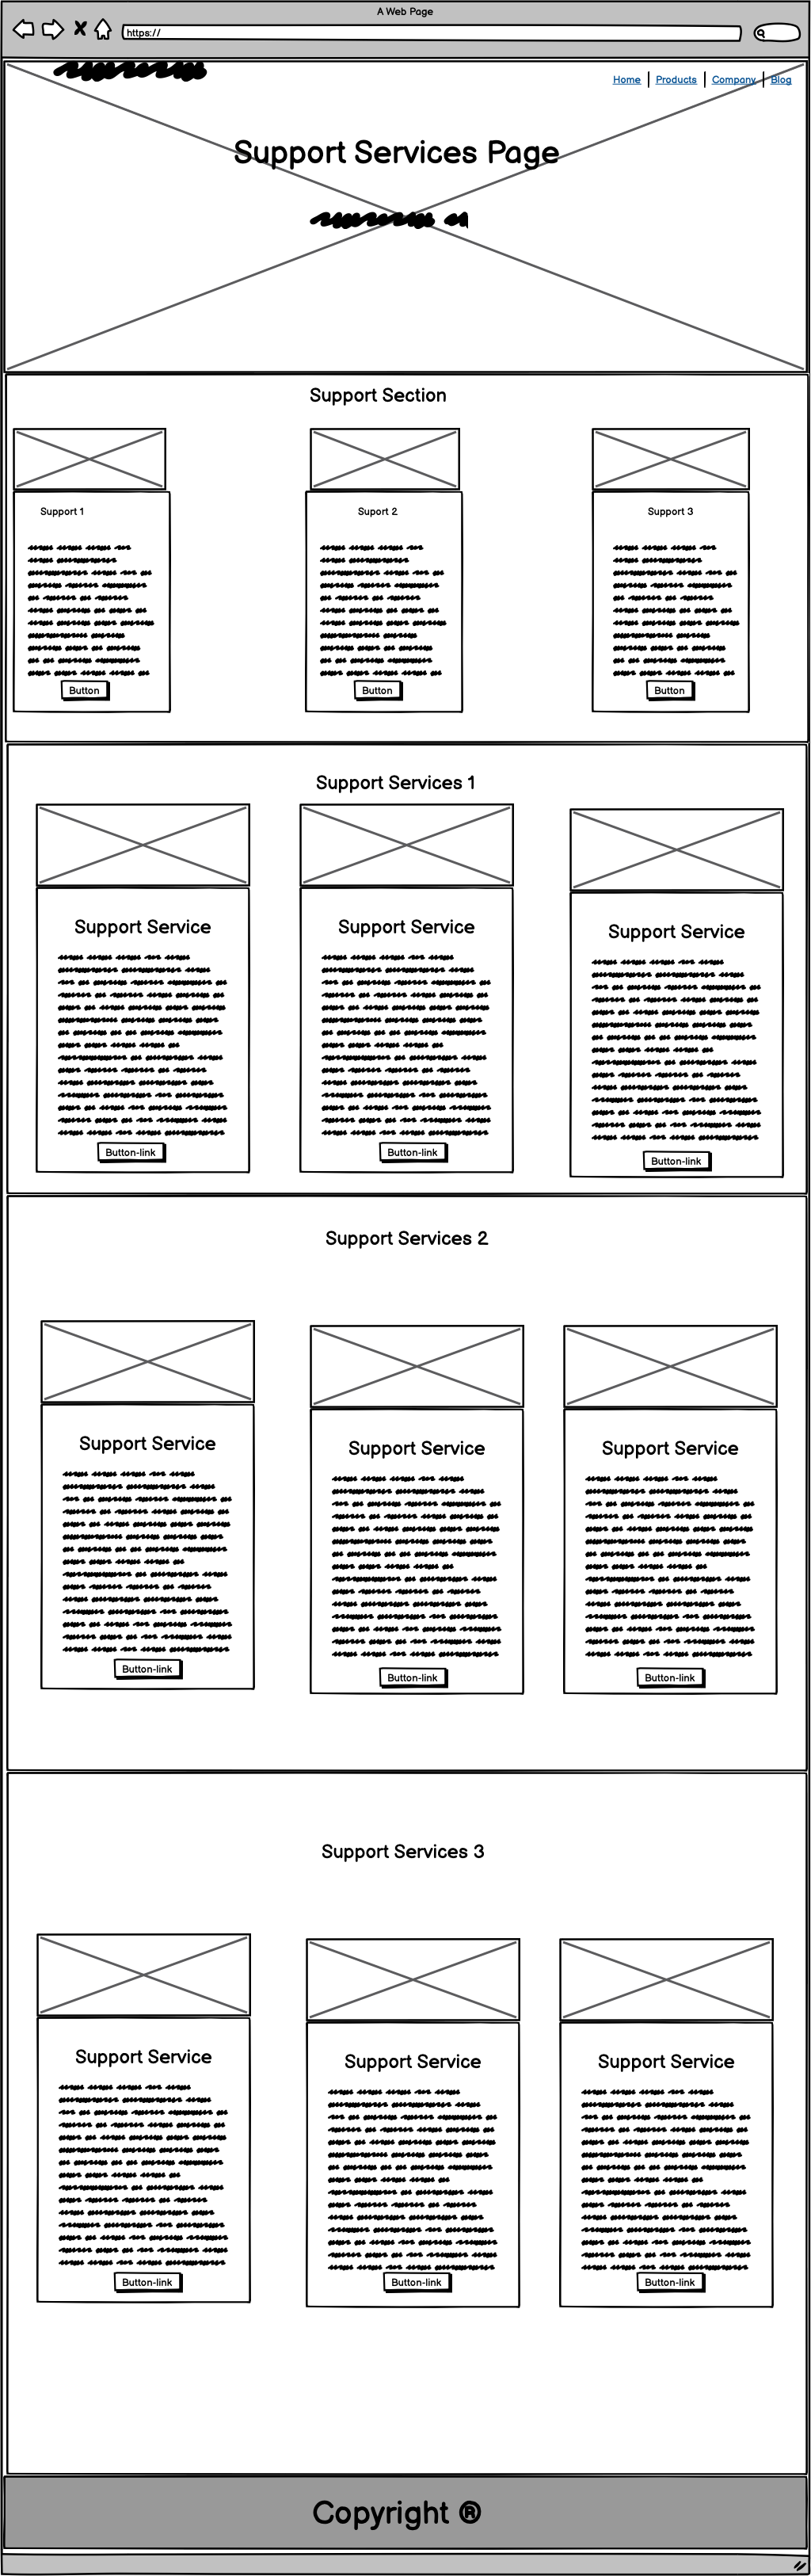 A Web Page
https://
Home Products Company Blog
Support Services Page
Support Section
Support 1 Suport 2 Support 3
Button Button Button
Support Services 1
Support Service Support Service Support Service
Button-link Button-link Button-link
Support Services 2
Support Service Support Service Support Service
Button-link Button-link Button-link
Support Services 3
Support Service Support Service Support Service
Button-link Button-link Button-link
Copyright ®